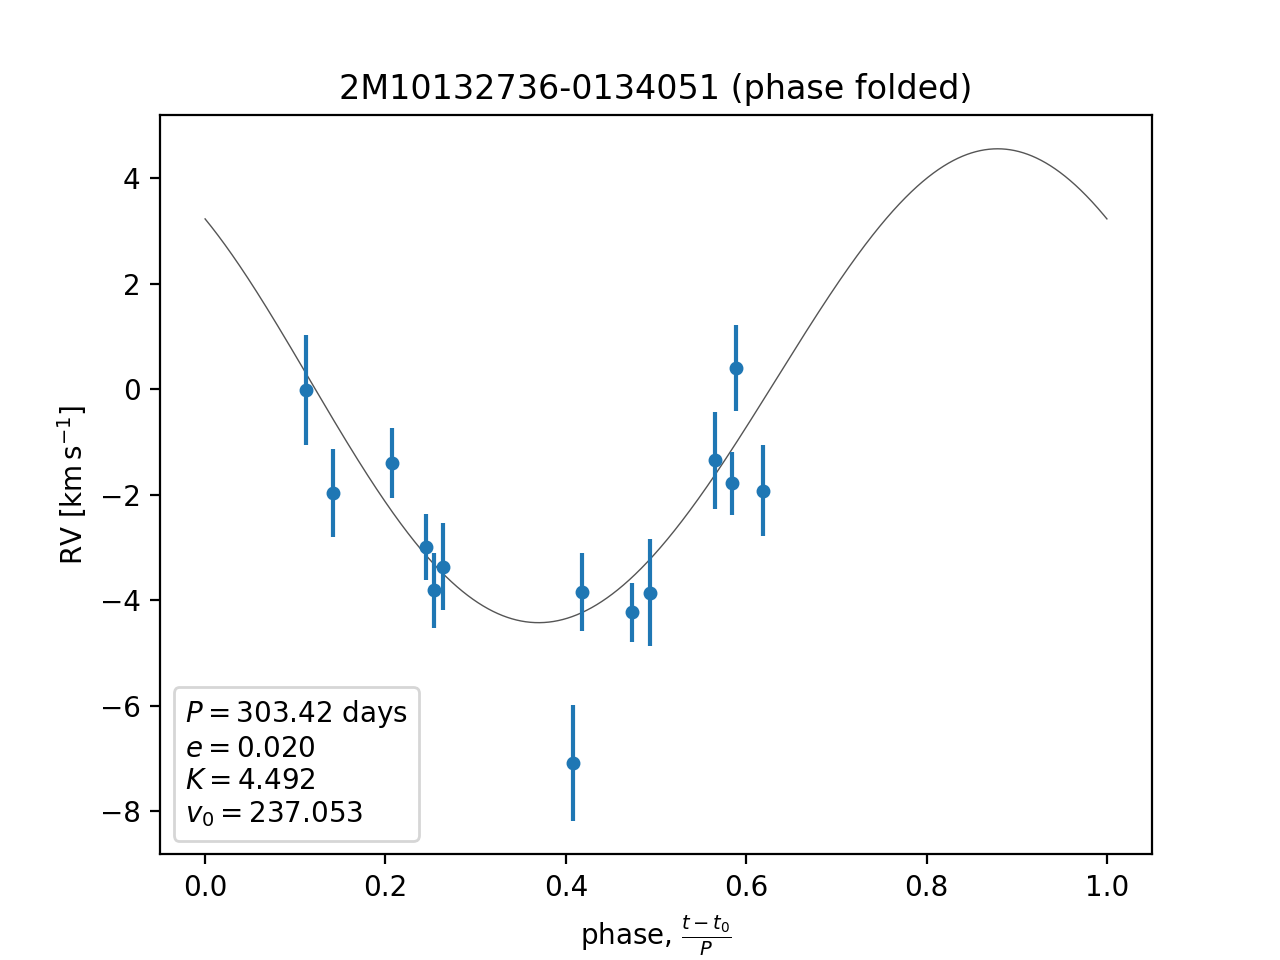 2M10132736-0134051 (phase folded)
4
2
0
−2
−4
−6
−8
RV [km s⁻¹]
P = 303.42 days
e = 0.020
K = 4.492
v₀ = 237.053
0.0 0.2 0.4 0.6 0.8 1.0
phase, (t − t₀)/P